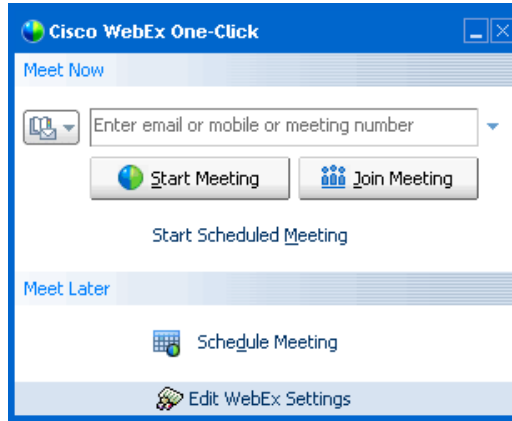 Cisco WebEx One-Click
Meet Now
Enter email or mobile or meeting number
Start Meeting Join Meeting
Start Scheduled Meeting
Meet Later
Schedule Meeting
Edit WebEx Settings